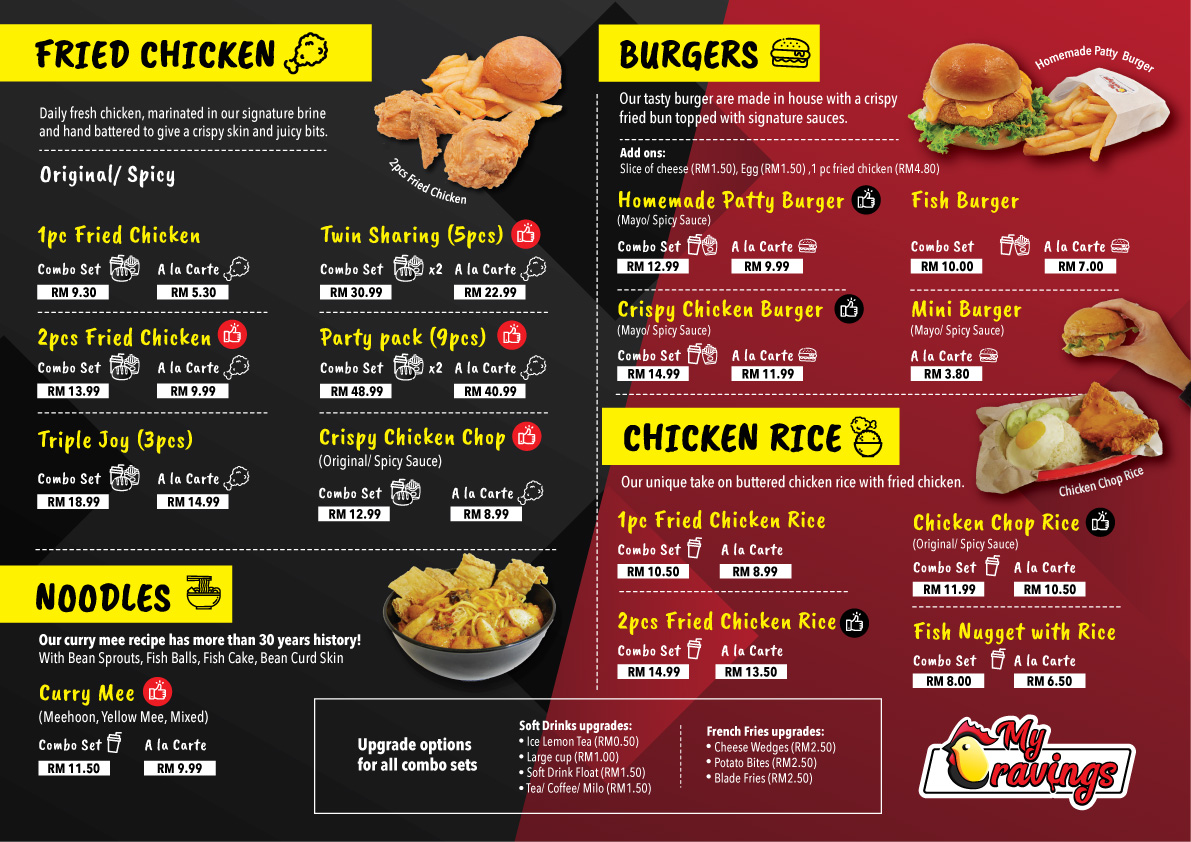 FRIED CHICKEN
Daily fresh chicken, marinated in our signature brine
and hand battered to give a crispy skin and juicy bits.
Original/ Spicy
2pcs Fried Chicken
1pc Fried Chicken
Combo Set A la Carte
RM 9.30 RM 5.30
2pcs Fried Chicken
Combo Set A la Carte
RM 13.99 RM 9.99
Triple Joy (3pcs)
Combo Set A la Carte
RM 18.99 RM 14.99
Twin Sharing (5pcs)
Combo Set x2 A la Carte
RM 30.99 RM 22.99
Party pack (9pcs)
Combo Set x2 A la Carte
RM 48.99 RM 40.99
Crispy Chicken Chop
(Original/ Spicy Sauce)
Combo Set A la Carte
RM 12.99 RM 8.99
NOODLES
Our curry mee recipe has more than 30 years history!
With Bean Sprouts, Fish Balls, Fish Cake, Bean Curd Skin
Curry Mee
(Meehoon, Yellow Mee, Mixed)
Combo Set A la Carte
RM 11.50 RM 9.99
BURGERS
Our tasty burger are made in house with a crispy
fried bun topped with signature sauces.
Homemade Patty Burger
Add ons:
Slice of cheese (RM1.50), Egg (RM1.50) ,1 pc fried chicken (RM4.80)
Homemade Patty Burger
(Mayo/ Spicy Sauce)
Combo Set A la Carte
RM 12.99 RM 9.99
Fish Burger
Combo Set A la Carte
RM 10.00 RM 7.00
Crispy Chicken Burger
(Mayo/ Spicy Sauce)
Combo Set A la Carte
RM 14.99 RM 11.99
Mini Burger
(Mayo/ Spicy Sauce)
A la Carte
RM 3.80
CHICKEN RICE
Our unique take on buttered chicken rice with fried chicken.
Chicken Chop Rice
1pc Fried Chicken Rice
Combo Set A la Carte
RM 10.50 RM 8.99
2pcs Fried Chicken Rice
Combo Set A la Carte
RM 14.99 RM 13.50
Chicken Chop Rice
(Original/ Spicy Sauce)
Combo Set A la Carte
RM 11.99 RM 10.50
Fish Nugget with Rice
Combo Set A la Carte
RM 8.00 RM 6.50
Upgrade options
for all combo sets
Soft Drinks upgrades:
• Ice Lemon Tea (RM0.50)
• Large cup (RM1.00)
• Soft Drink Float (RM1.50)
• Tea/ Coffee/ Milo (RM1.50)
French Fries upgrades:
• Cheese Wedges (RM2.50)
• Potato Bites (RM2.50)
• Blade Fries (RM2.50)
My
Cravings